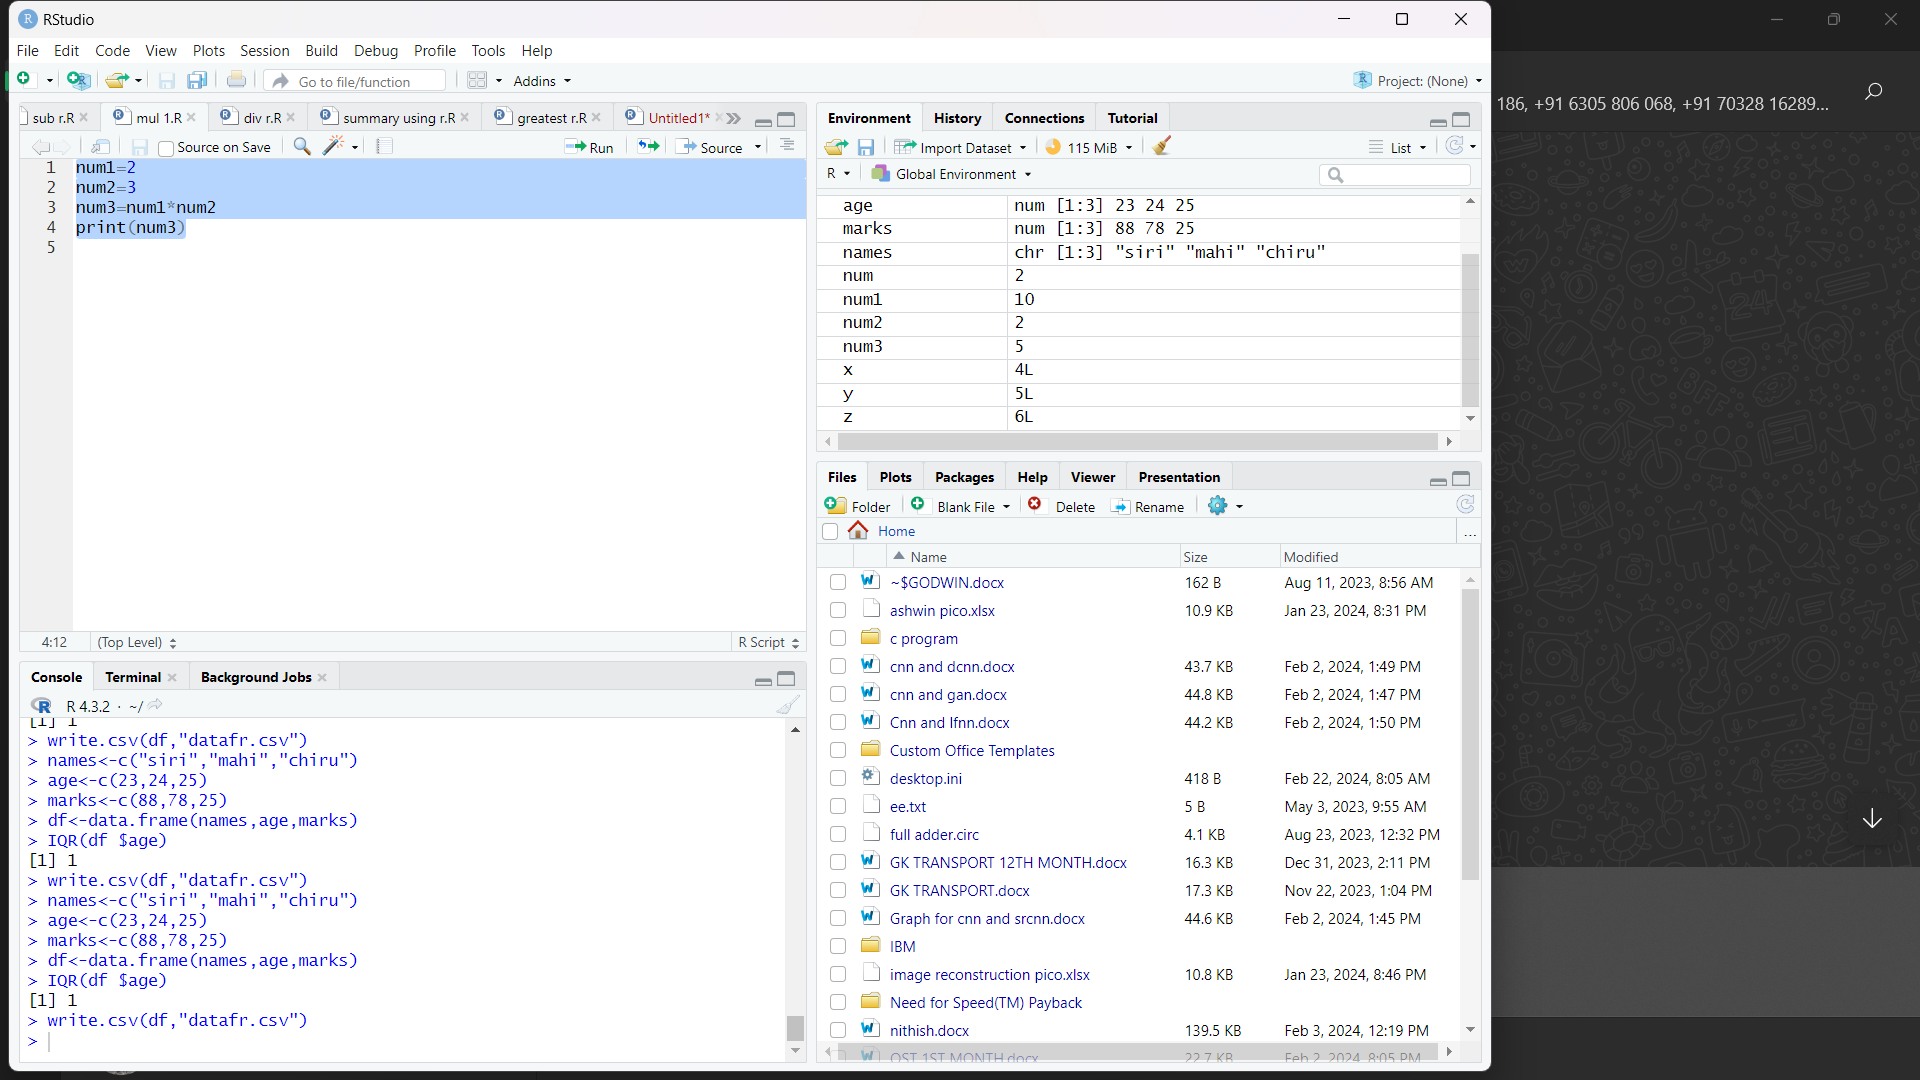 RStudio
File Edit Code View Plots Session Build Debug Profile Tools Help
Go to file/function Addins Project: (None)
186, +91 6305 806 068, +91 70328 16289...
sub r.R mul 1.R div r.R summary using r.R greatest r.R Untitled1*
Source on Save Run Source
1 num1=2
2 num2=3
3 num3=num1*num2
4 print(num3)
5
4:12 (Top Level) R Script
Console Terminal Background Jobs
R 4.3.2 · ~/
[1] 1
> write.csv(df,"datafr.csv")
> names<-c("siri","mahi","chiru")
> age<-c(23,24,25)
> marks<-c(88,78,25)
> df<-data.frame(names,age,marks)
> IQR(df $age)
[1] 1
> write.csv(df,"datafr.csv")
> names<-c("siri","mahi","chiru")
> age<-c(23,24,25)
> marks<-c(88,78,25)
> df<-data.frame(names,age,marks)
> IQR(df $age)
[1] 1
> write.csv(df,"datafr.csv")
>
Environment History Connections Tutorial
Import Dataset 115 MiB List
R Global Environment
age num [1:3] 23 24 25
marks num [1:3] 88 78 25
names chr [1:3] "siri" "mahi" "chiru"
num 2
num1 10
num2 2
num3 5
x 4L
y 5L
z 6L
Files Plots Packages Help Viewer Presentation
Folder Blank File Delete Rename
Home ...
Name Size Modified
~$GODWIN.docx 162 B Aug 11, 2023, 8:56 AM
ashwin pico.xlsx 10.9 KB Jan 23, 2024, 8:31 PM
c program
cnn and dcnn.docx 43.7 KB Feb 2, 2024, 1:49 PM
cnn and gan.docx 44.8 KB Feb 2, 2024, 1:47 PM
Cnn and lfnn.docx 44.2 KB Feb 2, 2024, 1:50 PM
Custom Office Templates
desktop.ini 418 B Feb 22, 2024, 8:05 AM
ee.txt 5 B May 3, 2023, 9:55 AM
full adder.circ 4.1 KB Aug 23, 2023, 12:32 PM
GK TRANSPORT 12TH MONTH.docx 16.3 KB Dec 31, 2023, 2:11 PM
GK TRANSPORT.docx 17.3 KB Nov 22, 2023, 1:04 PM
Graph for cnn and srcnn.docx 44.6 KB Feb 2, 2024, 1:45 PM
IBM
image reconstruction pico.xlsx 10.8 KB Jan 23, 2024, 8:46 PM
Need for Speed(TM) Payback
nithish.docx 139.5 KB Feb 3, 2024, 12:19 PM
OST 1ST MONTH.docx 22.7 KB Feb 2, 2024, 8:05 PM